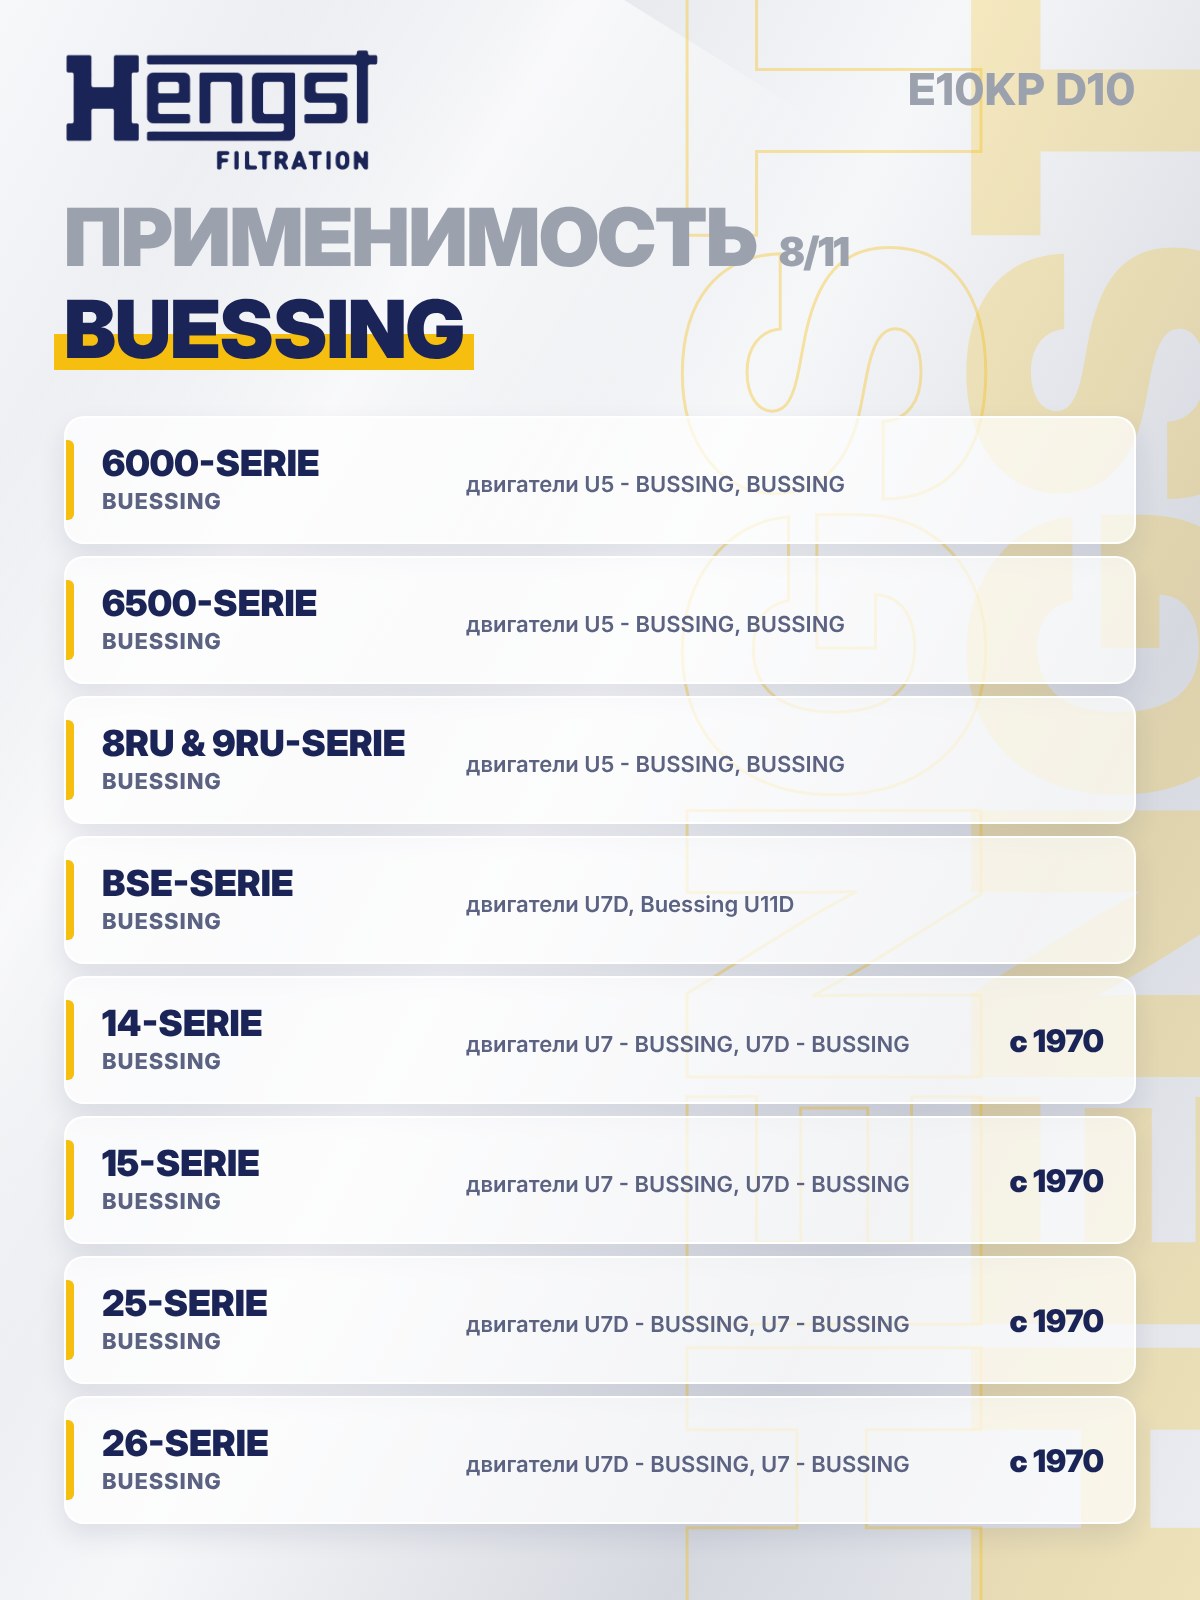 Hengst
FILTRATION
E10KP D10
ПРИМЕНИМОСТЬ 8/11
BUESSING
6000-SERIE
BUESSING
двигатели U5 - BUSSING, BUSSING
6500-SERIE
BUESSING
двигатели U5 - BUSSING, BUSSING
8RU & 9RU-SERIE
BUESSING
двигатели U5 - BUSSING, BUSSING
BSE-SERIE
BUESSING
двигатели U7D, Buessing U11D
14-SERIE
BUESSING
двигатели U7 - BUSSING, U7D - BUSSING
с 1970
15-SERIE
BUESSING
двигатели U7 - BUSSING, U7D - BUSSING
с 1970
25-SERIE
BUESSING
двигатели U7D - BUSSING, U7 - BUSSING
с 1970
26-SERIE
BUESSING
двигатели U7D - BUSSING, U7 - BUSSING
с 1970
HENGST
HENGST